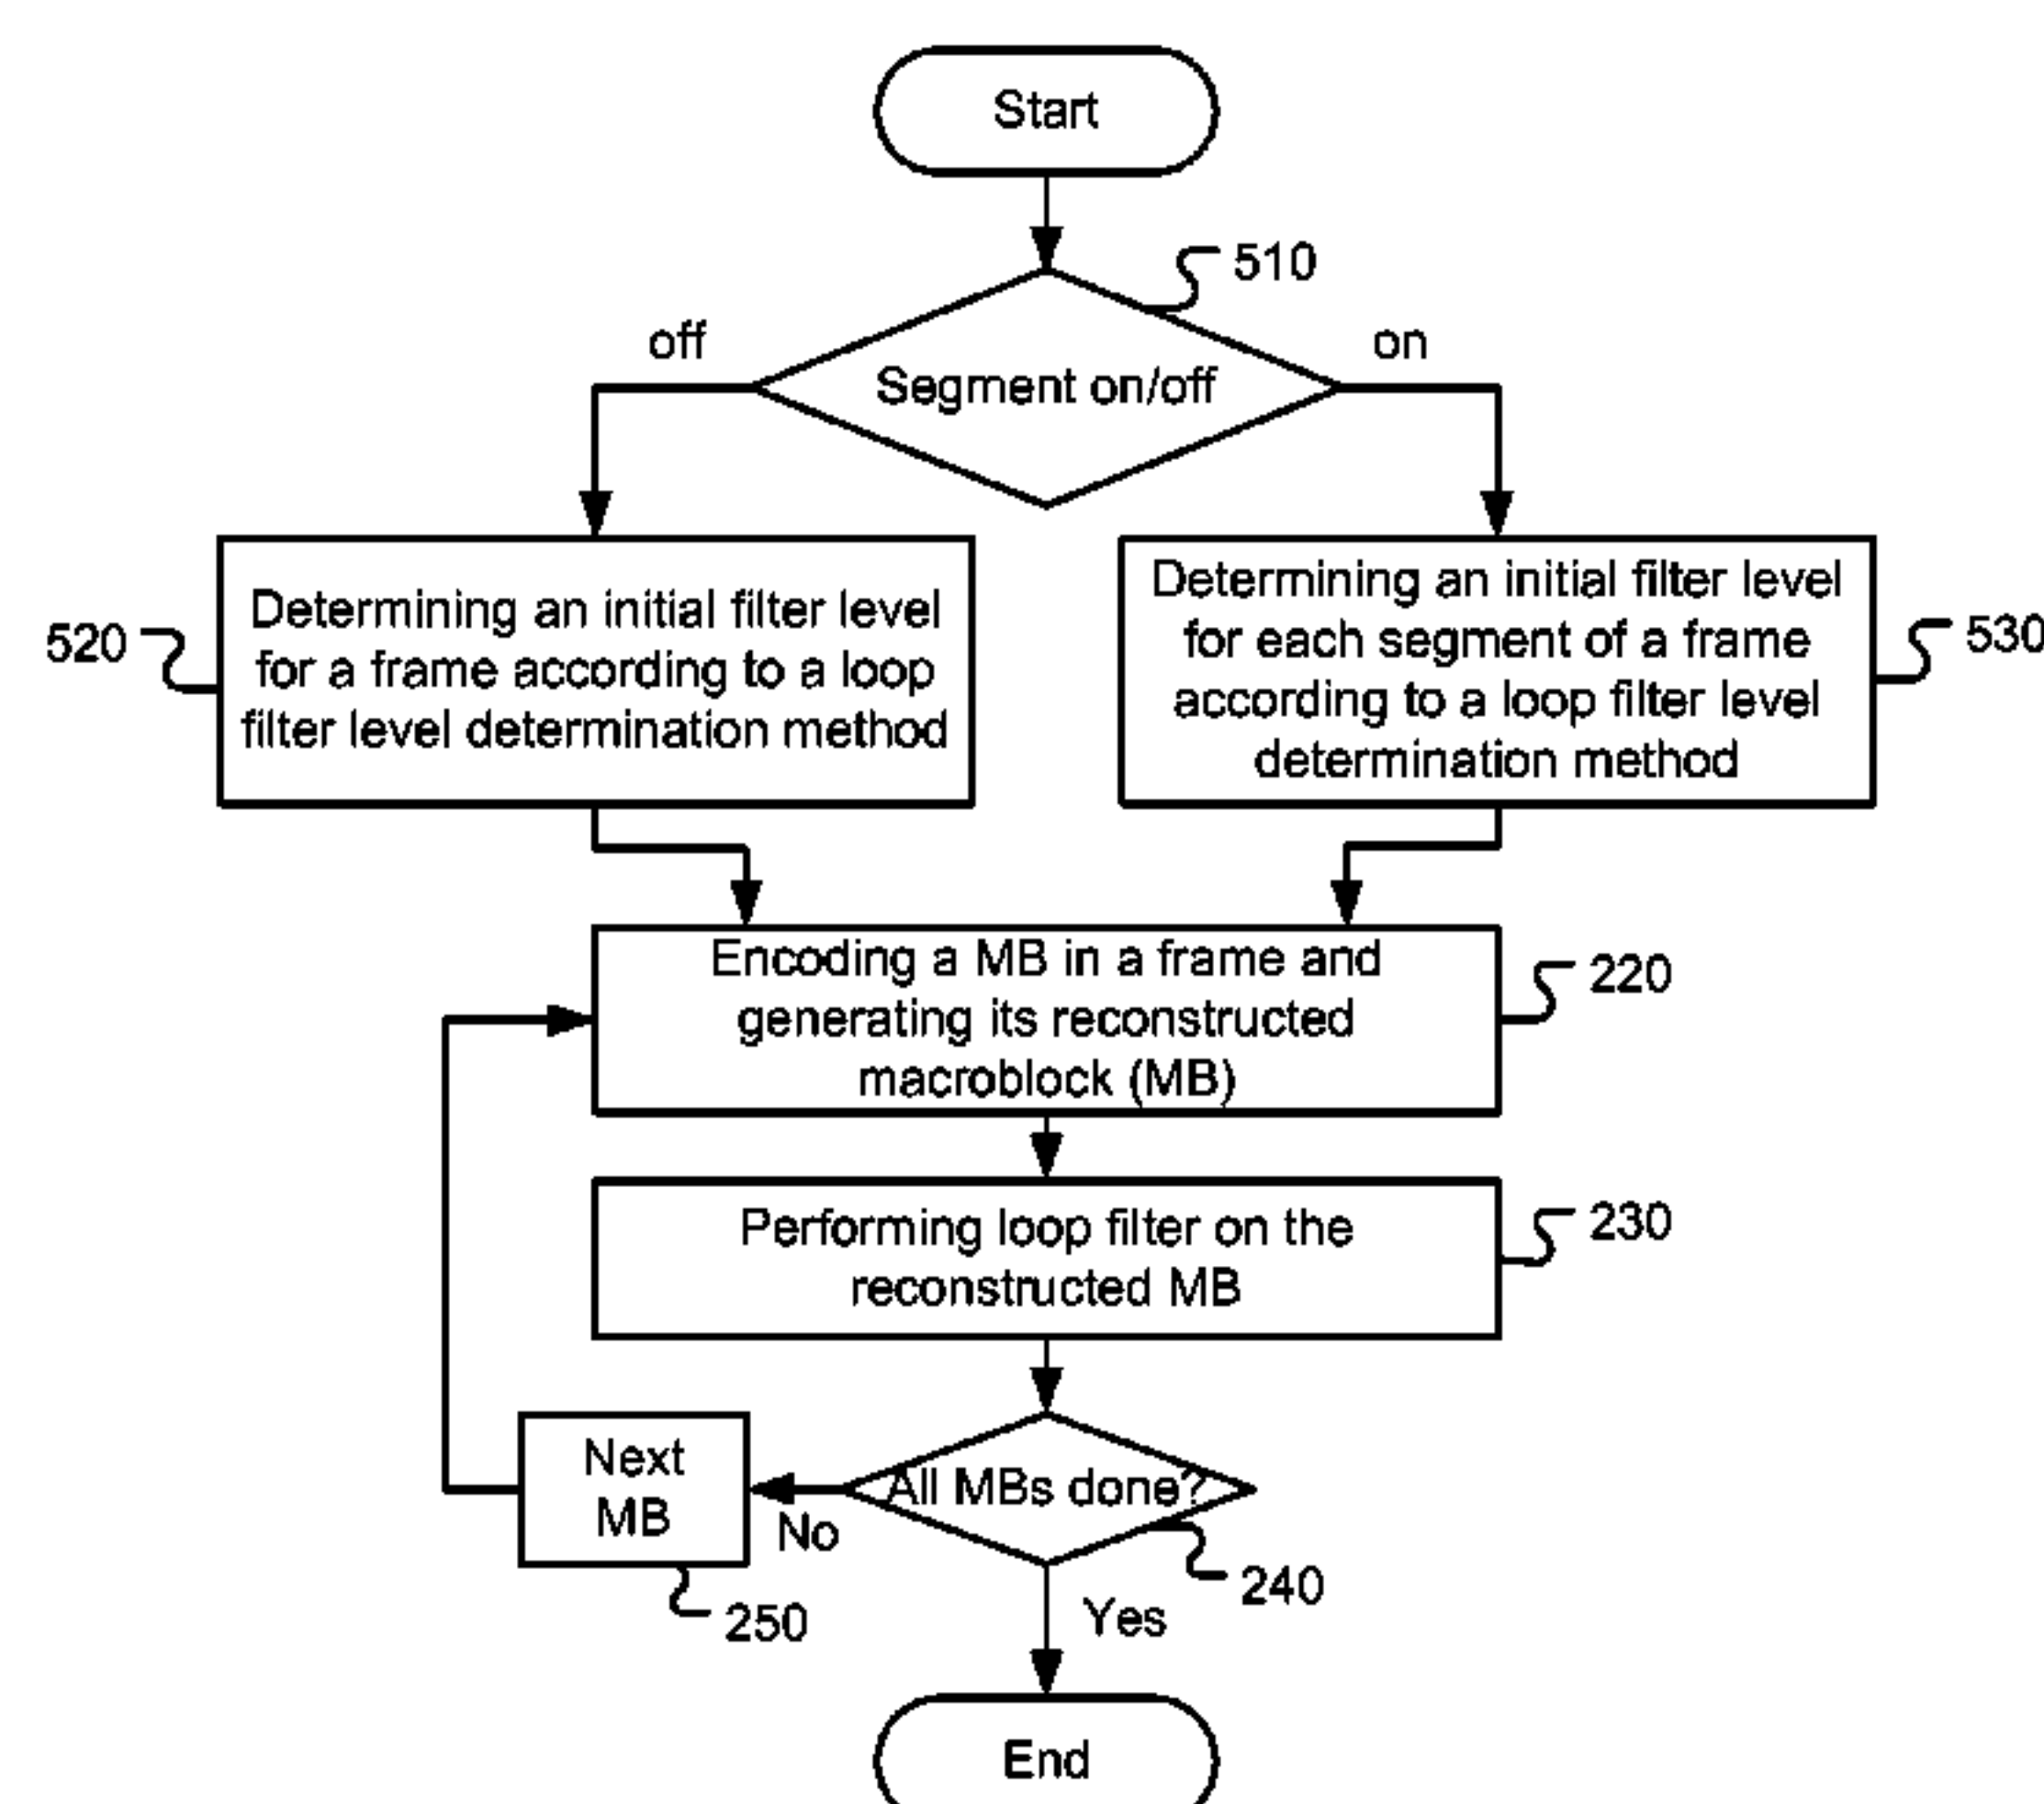 Start
510
off
on
Segment on/off
Determining an initial filter level
for a frame according to a loop
filter level determination method
520
Determining an initial filter level
for each segment of a frame
according to a loop filter level
determination method
530
Encoding a MB in a frame and
generating its reconstructed
macroblock (MB)
220
Performing loop filter on the
reconstructed MB
230
All MBs done?
240
No
Next
MB
250
Yes
End